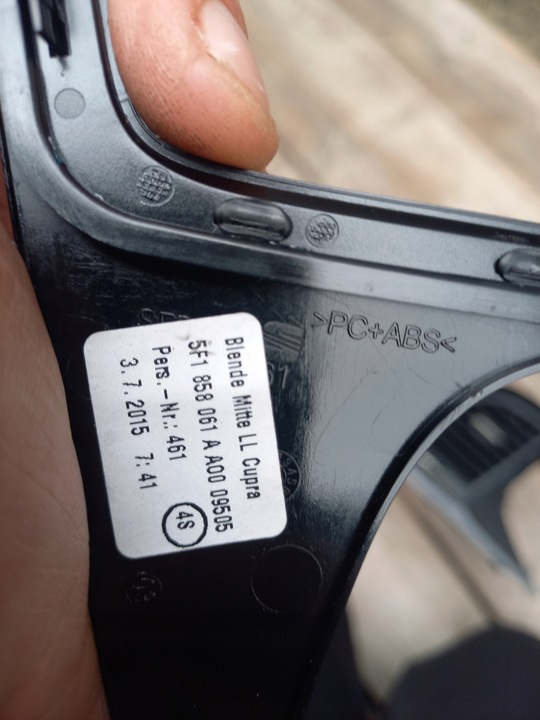 Blende Mitte LL Cupra
5F1 858 061 A A00 09505
Pers.-Nr.: 461
3. 7. 2015 7: 41
4S
>PC+ABS<
61